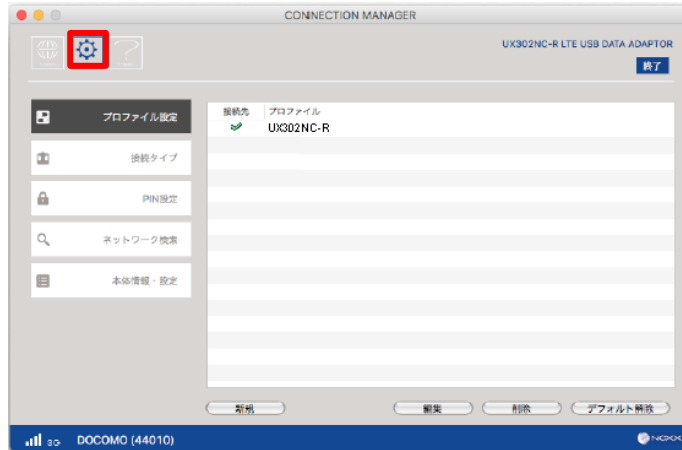 CONNECTION MANAGER
UX302NC-R LTE USB DATA ADAPTOR
終了
プロファイル設定
接続先 プロファイル
UX302NC-R
接続タイプ
PIN設定
ネットワーク検索
本体情報・設定
新規 編集 削除 デフォルト解除
3G DOCOMO (44010)